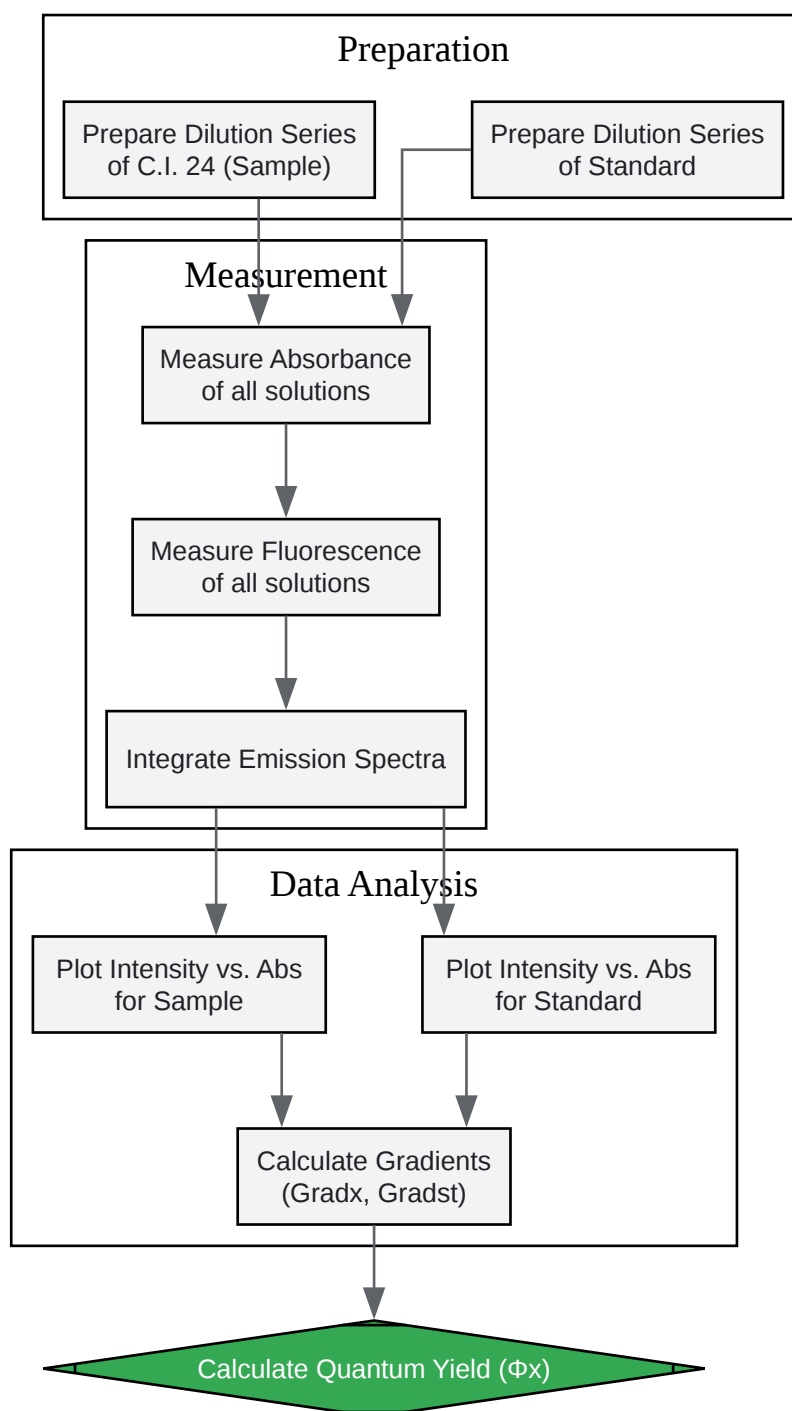 Preparation
Prepare Dilution Series
of C.I. 24 (Sample)
Prepare Dilution Series
of Standard
Measurement
Measure Absorbance
of all solutions
Measure Fluorescence
of all solutions
Integrate Emission Spectra
Data Analysis
Plot Intensity vs. Abs
for Sample
Plot Intensity vs. Abs
for Standard
Calculate Gradients
(Gradx, Gradst)
Calculate Quantum Yield (Φx)